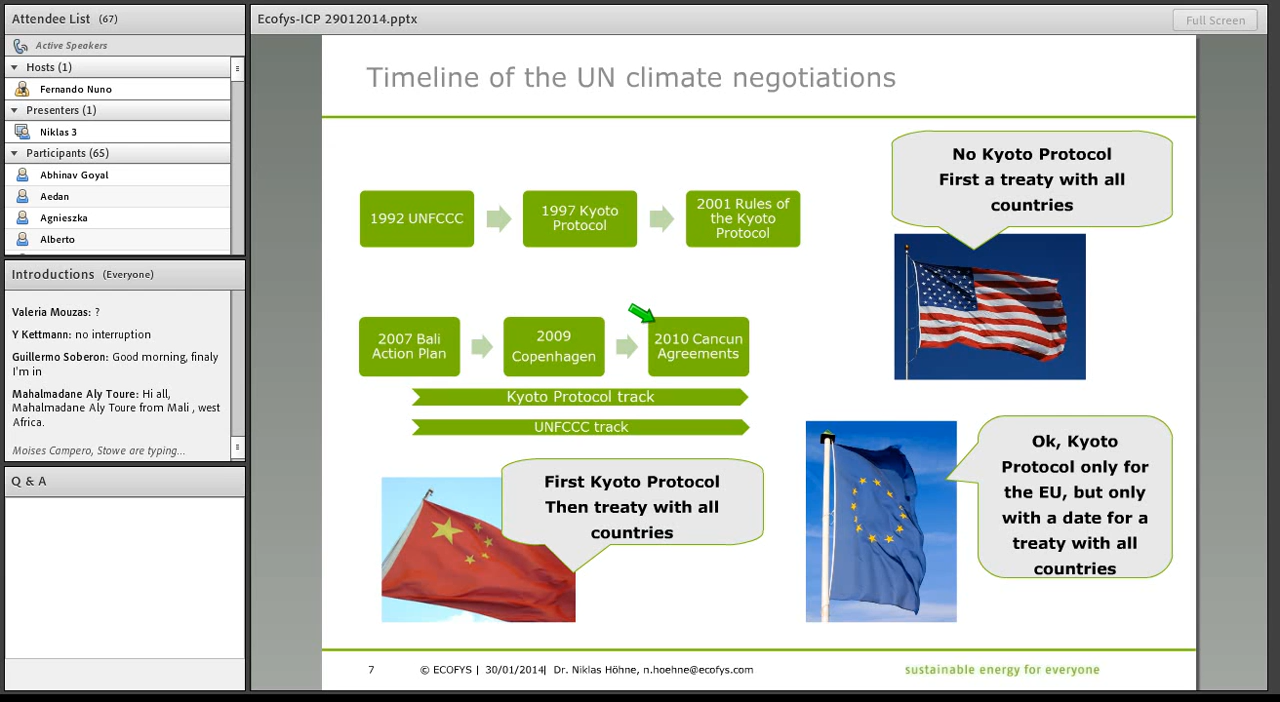 Attendee List (67)
Active Speakers
Hosts (1)
Fernando Nuno
Presenters (1)
Niklas 3
Participants (65)
Abhinav Goyal
Aedan
Agnieszka
Alberto
Introductions (Everyone)
Valeria Mouzas: ?
Y Kettmann: no interruption
Guillermo Soberon: Good morning, finaly
I'm in
Mahalmadane Aly Toure: Hi all,
Mahalmadane Aly Toure from Mali , west
Africa.
Moises Campero, Stowe are typing...
Q & A
Ecofys-ICP 29012014.pptx
Full Screen
Timeline of the UN climate negotiations
1992 UNFCCC
1997 Kyoto
Protocol
2001 Rules of
the Kyoto
Protocol
No Kyoto Protocol
First a treaty with all
countries
2007 Bali
Action Plan
2009
Copenhagen
2010 Cancun
Agreements
Kyoto Protocol track
UNFCCC track
First Kyoto Protocol
Then treaty with all
countries
Ok, Kyoto
Protocol only for
the EU, but only
with a date for a
treaty with all
countries
7
© ECOFYS | 30/01/2014| Dr. Niklas Höhne, n.hoehne@ecofys.com
sustainable energy for everyone